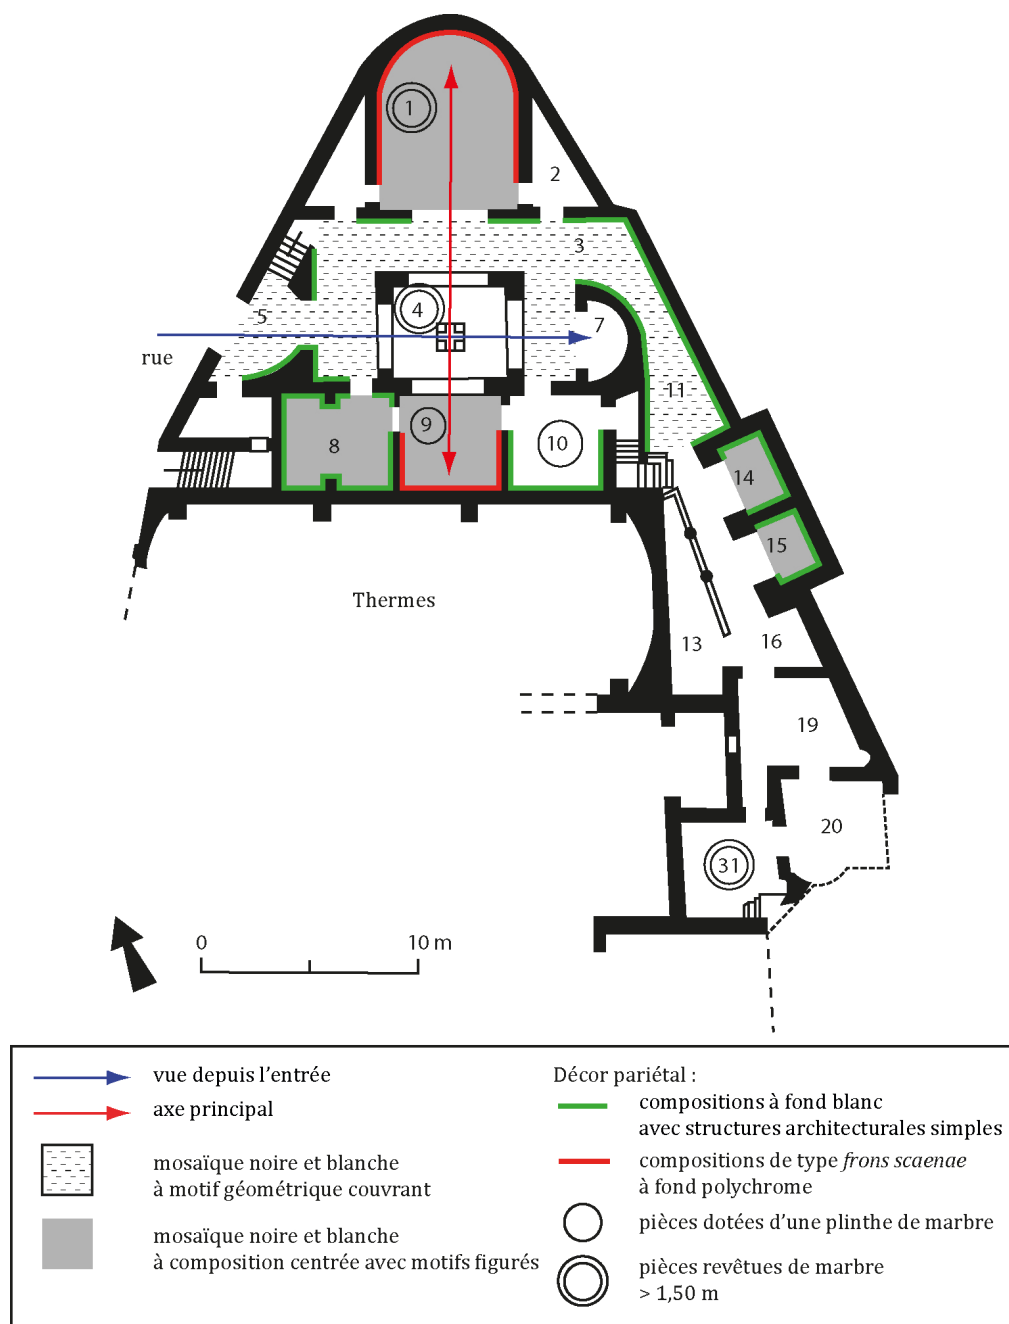 1
2
3
4
5
7
rue
11
8
9
10
14
15
Thermes
13
16
19
20
31
0
10 m
vue depuis l'entrée
axe principal
mosaïque noire et blanche
à motif géométrique couvrant
mosaïque noire et blanche
à composition centrée avec motifs figurés
Décor pariétal :
compositions à fond blanc
avec structures architecturales simples
compositions de type frons scaenae
à fond polychrome
pièces dotées d'une plinthe de marbre
pièces revêtues de marbre
> 1,50 m